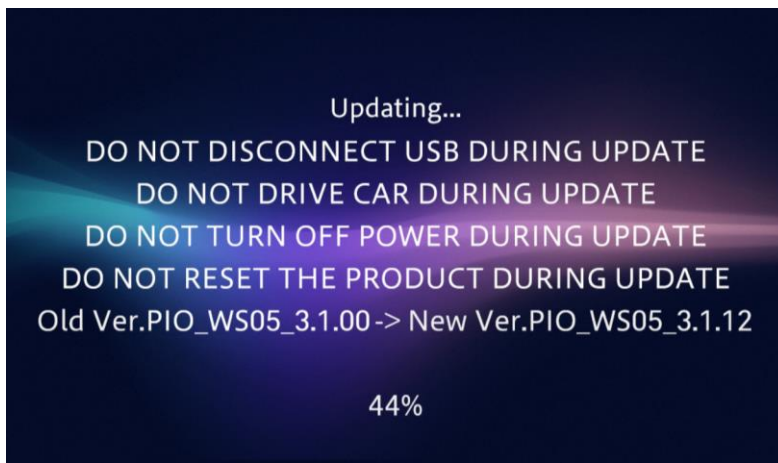 Updating...
DO NOT DISCONNECT USB DURING UPDATE
DO NOT DRIVE CAR DURING UPDATE
DO NOT TURN OFF POWER DURING UPDATE
DO NOT RESET THE PRODUCT DURING UPDATE
Old Ver.PIO_WS05_3.1.00 -> New Ver.PIO_WS05_3.1.12
44%